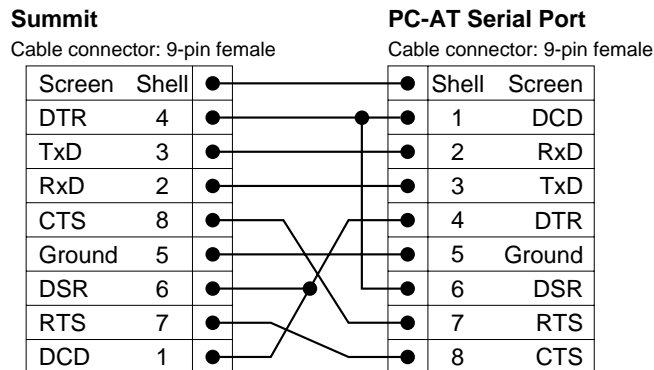 Summit PC-AT Serial Port
Cable connector: 9-pin female Cable connector: 9-pin female
Screen Shell Shell Screen
DTR 4 1 DCD
TxD 3 2 RxD
RxD 2 3 TxD
CTS 8 4 DTR
Ground 5 5 Ground
DSR 6 6 DSR
RTS 7 7 RTS
DCD 1 8 CTS